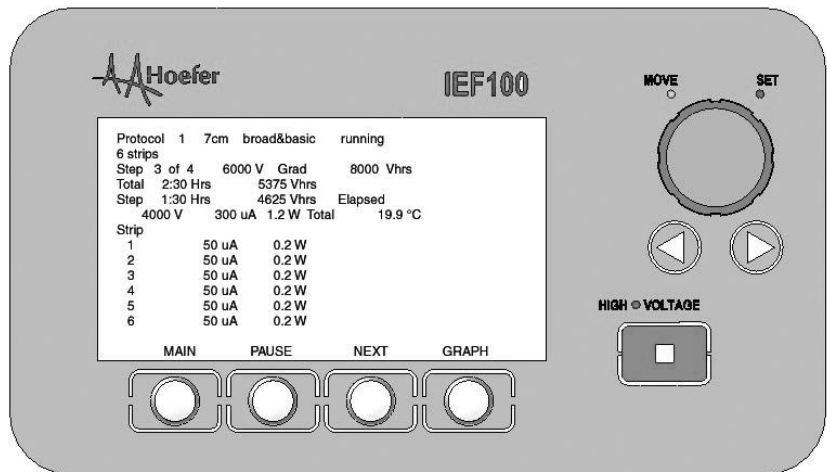 Hoefer
IEF100
MOVE
SET
Protocol 1 7cm broad&basic running
6 strips
Step 3 of 4 6000 V Grad 8000 Vhrs
Total 2:30 Hrs 5375 Vhrs
Step 1:30 Hrs 4625 Vhrs Elapsed
4000 V 300 uA 1.2 W Total 19.9 °C
Strip
1 50 uA 0.2 W
2 50 uA 0.2 W
3 50 uA 0.2 W
4 50 uA 0.2 W
5 50 uA 0.2 W
6 50 uA 0.2 W
HIGH VOLTAGE
MAIN PAUSE NEXT GRAPH